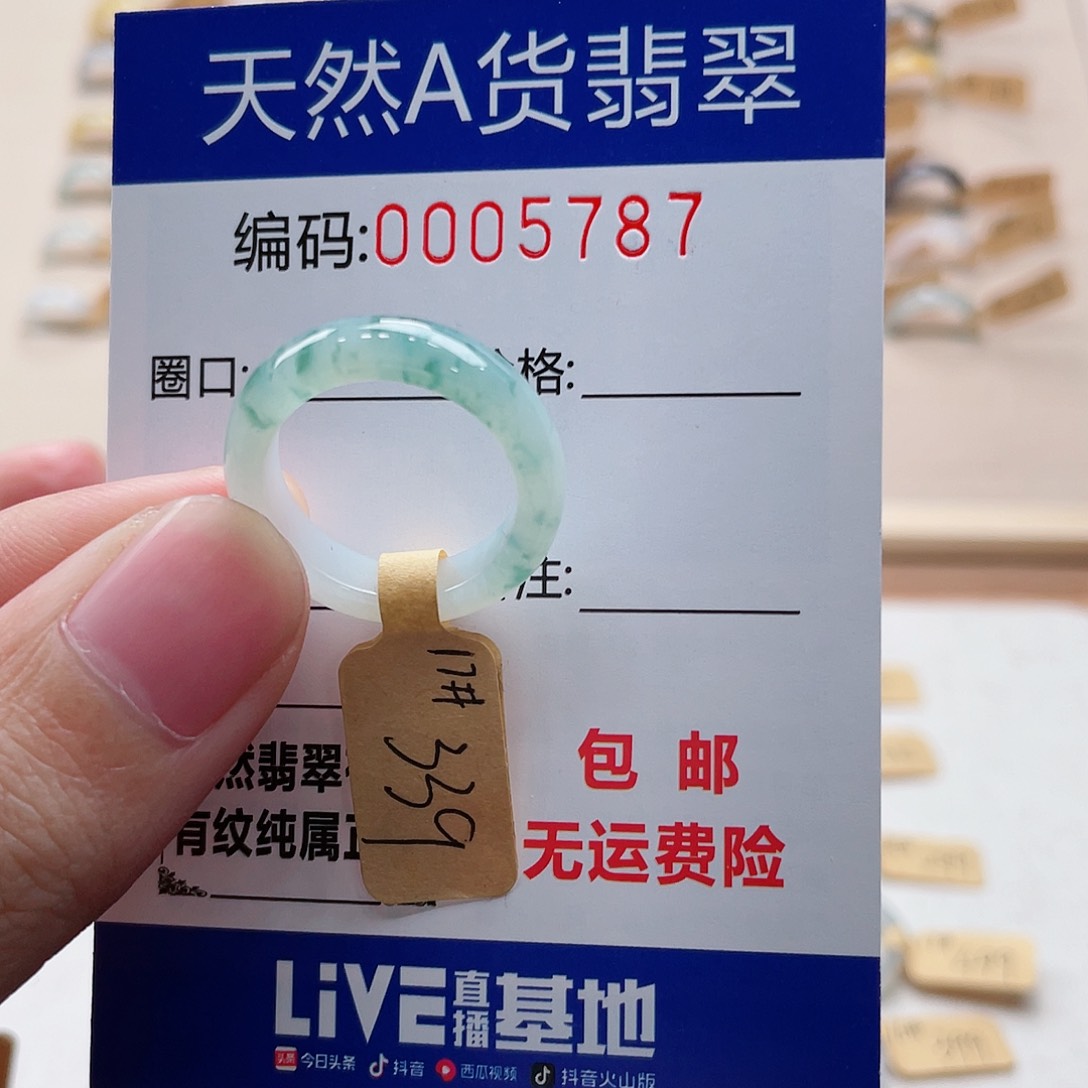 天然A货翡翠
编码:0005787
圈口: 格:
注:
17#
339
然翡翠
有纹纯属正
包邮
无运费险
LiVE直播基地
头条 今日头条 抖音 西瓜视频 抖音火山版